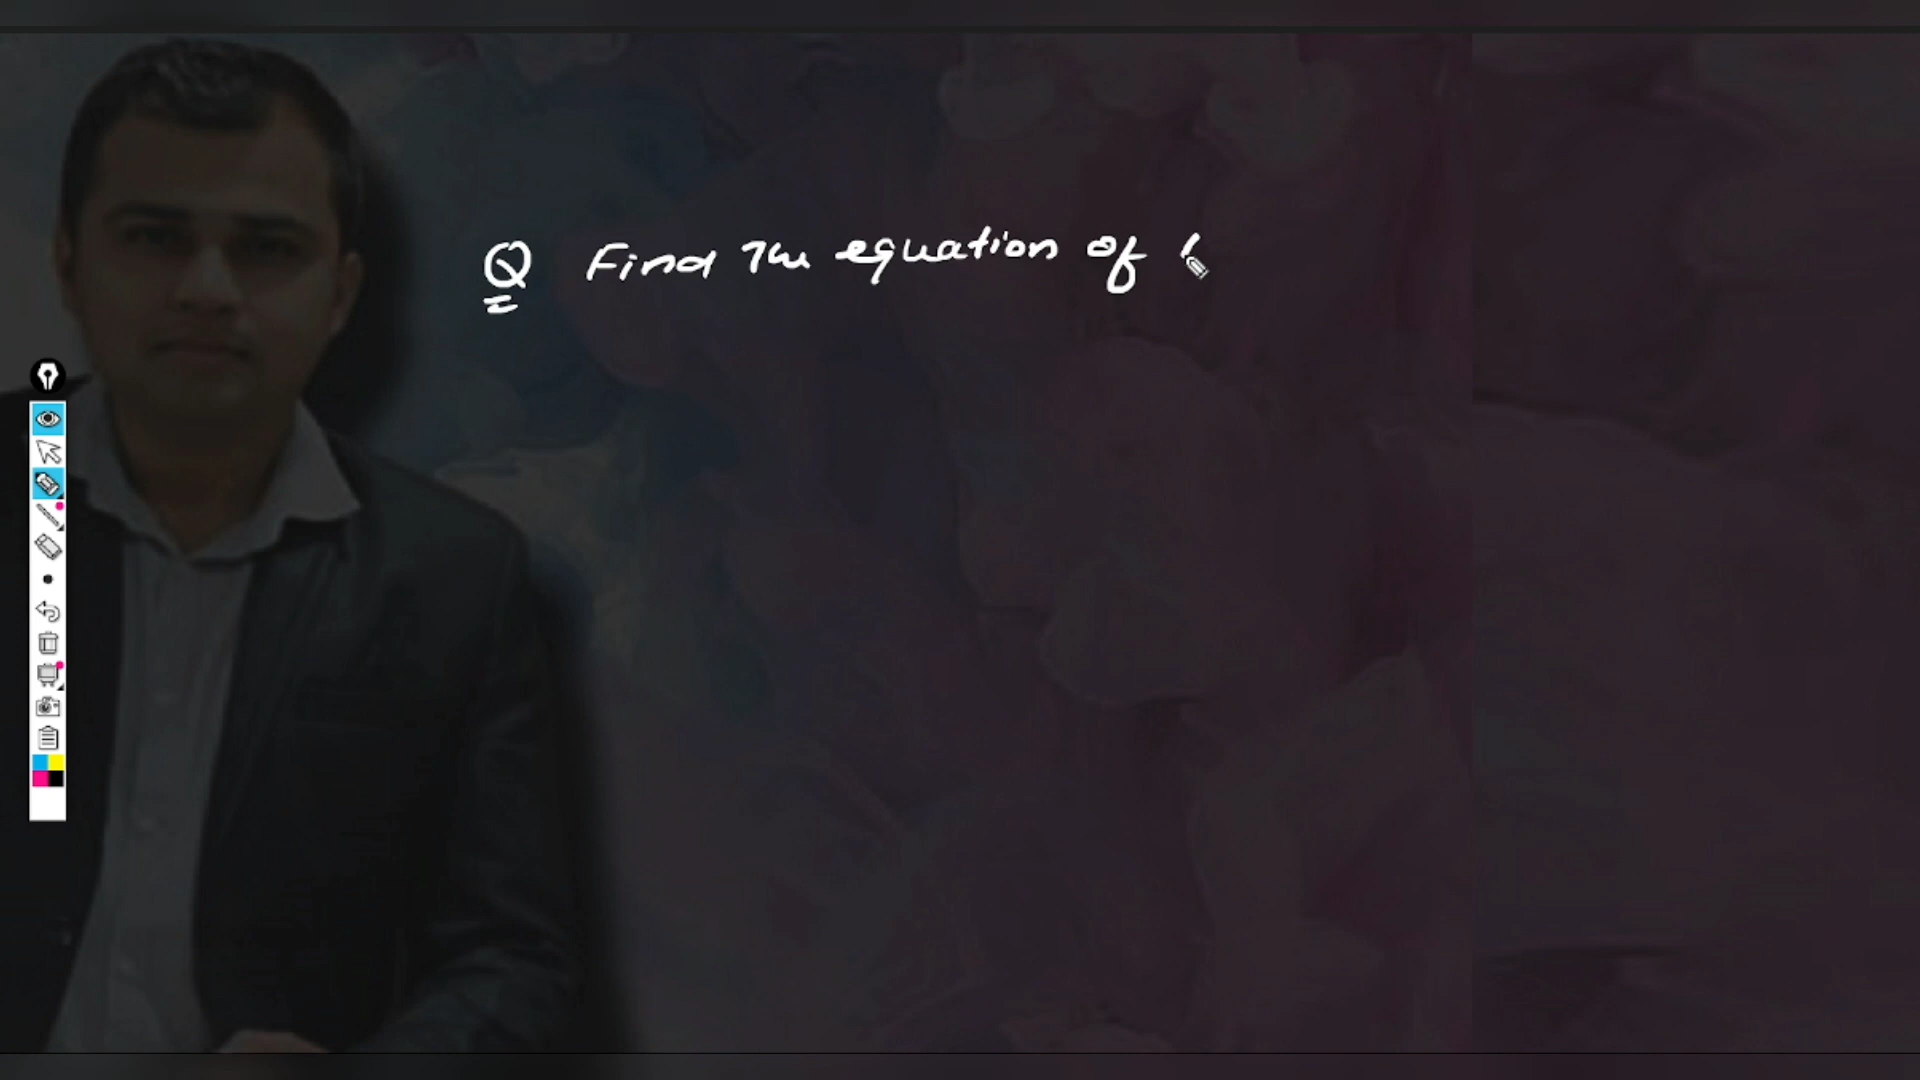 Q Find The equation of